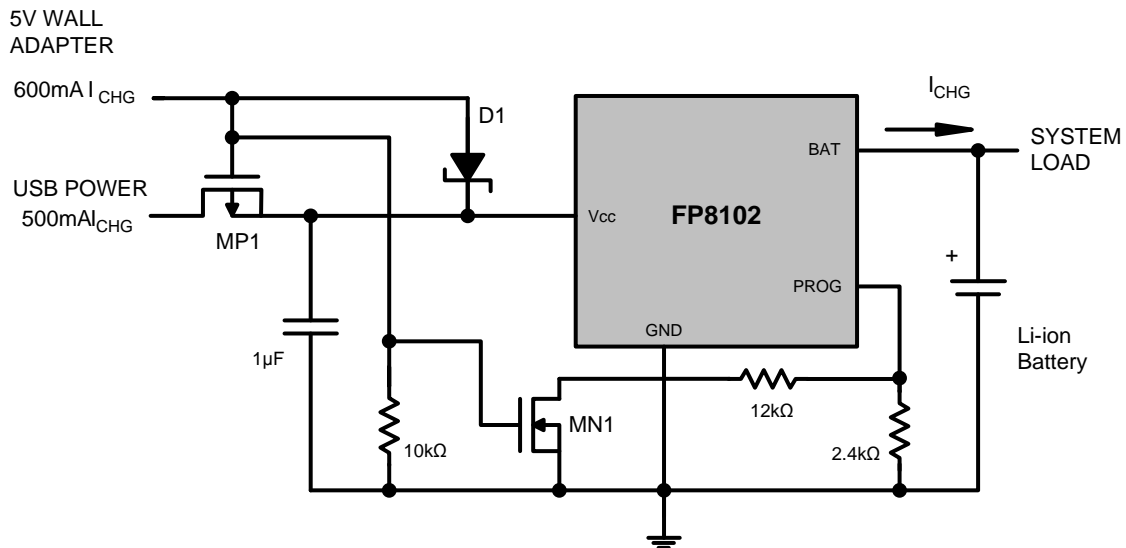 5V WALL
ADAPTER
600mA I CHG
D1
I CHG
SYSTEM
LOAD
BAT
USB POWER
500mAI CHG
MP1
Vcc
FP8102
PROG
+
GND
1µF
Li-ion
Battery
12kΩ
MN1
10kΩ
2.4kΩ